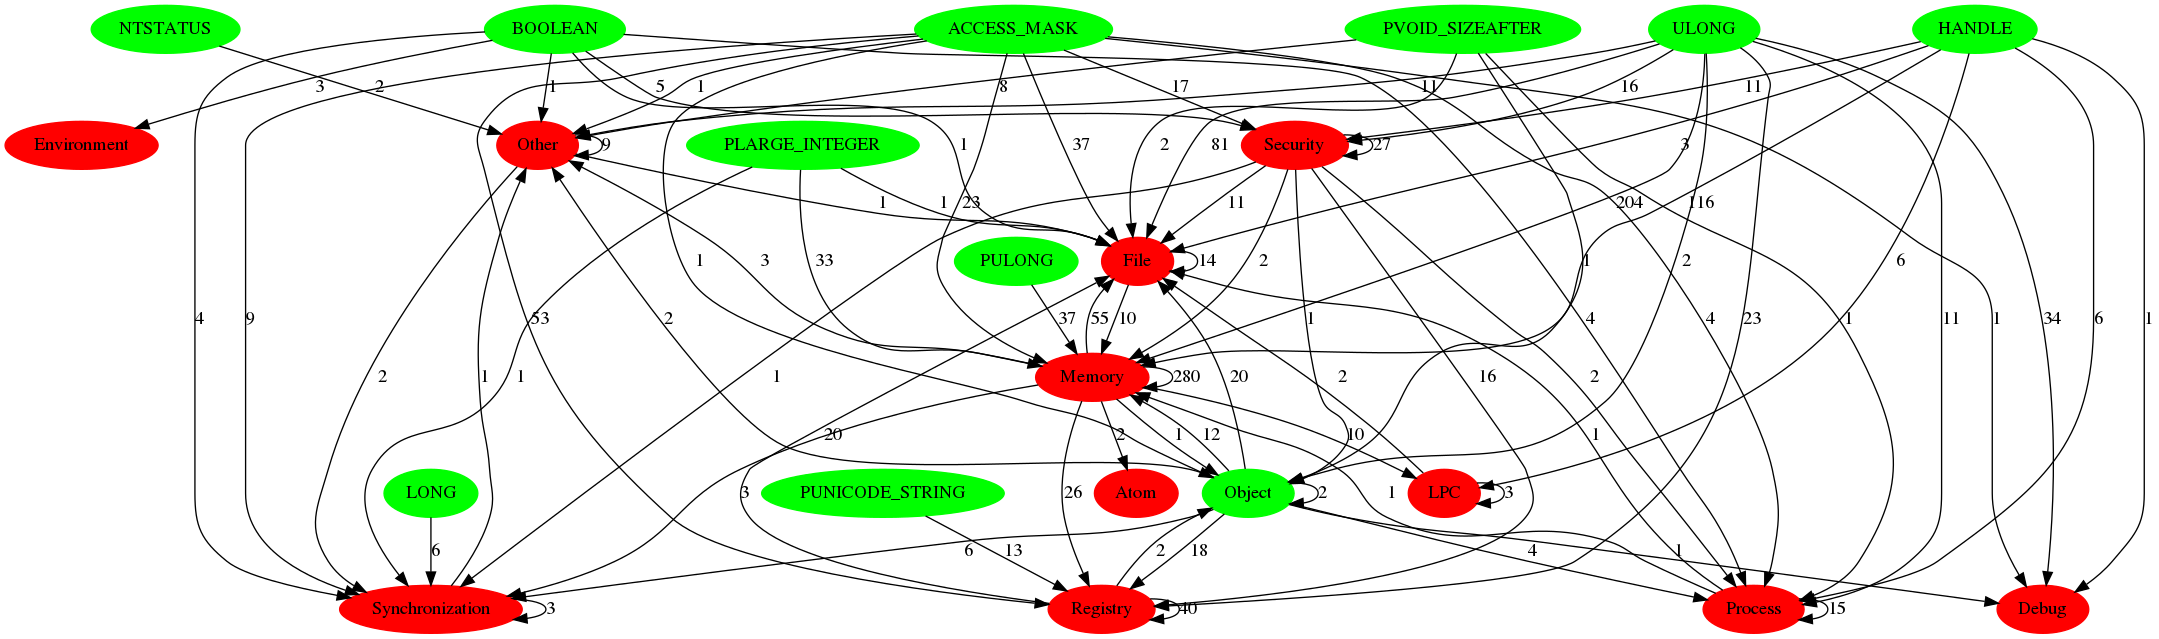 NTSTATUS BOOLEAN ACCESS_MASK PVOID_SIZEAFTER ULONG HANDLE
3 2 1 5 1 8 17 11 16 11
Environment Other PLARGE_INTEGER Security
9 1 37 2 81 3 27
1 1 23 11 204 116
PULONG File
1 3 33 14 2 1 2 6
4 9 53 2 1 37 55 10 20 1 4 4 23 1 11 1 34 6 1
Memory
2 1 1 1 280 20 2 16 2
20 2 1 12 10 1
LONG PUNICODE_STRING Atom Object LPC
3 26 2 1 3
6 6 13 2 18 4 1
Synchronization Registry Process Debug
3 40 15